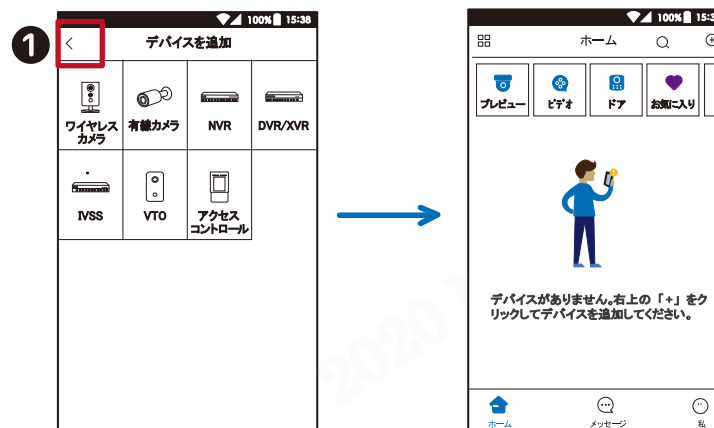 1
100% 15:38
デバイスを追加
ワイヤレス
カメラ
有線カメラ
NVR
DVR/XVR
IVSS
VTO
アクセス
コントロール
100% 15:3
ホーム
プレビュー
ビデオ
ドア
お気に入り
デバイスがありません。右上の「+」をク
リックしてデバイスを追加してください。
ホーム
メッセージ
私
2020